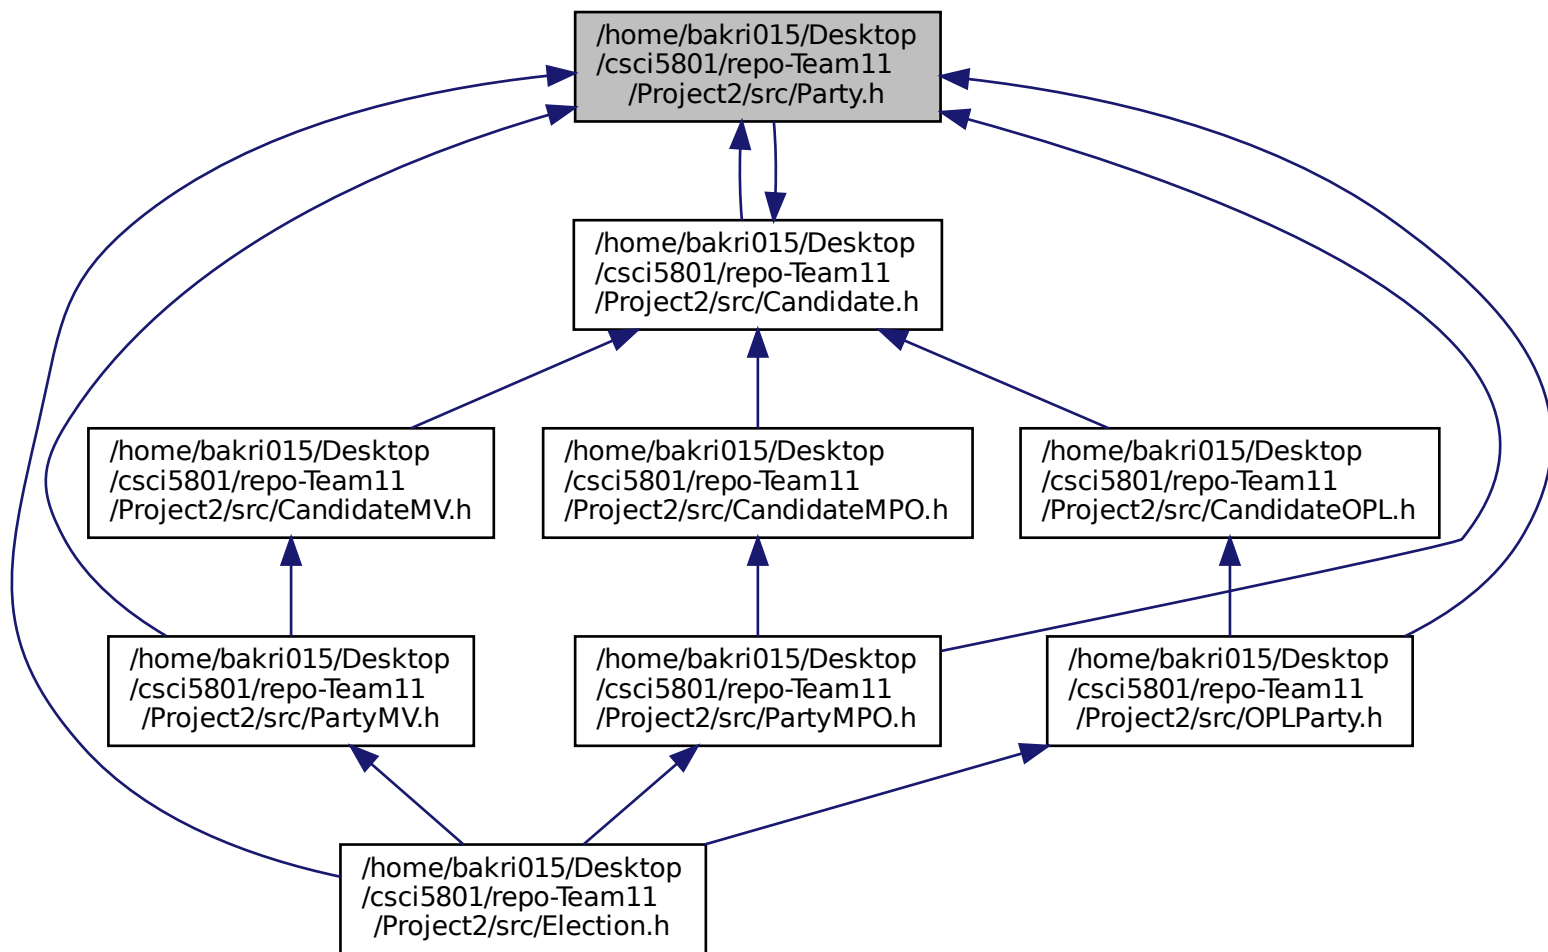 /home/bakri015/Desktop
/csci5801/repo-Team11
/Project2/src/Party.h
/home/bakri015/Desktop
/csci5801/repo-Team11
/Project2/src/Candidate.h
/home/bakri015/Desktop
/csci5801/repo-Team11
/Project2/src/CandidateMV.h
/home/bakri015/Desktop
/csci5801/repo-Team11
/Project2/src/CandidateMPO.h
/home/bakri015/Desktop
/csci5801/repo-Team11
/Project2/src/CandidateOPL.h
/home/bakri015/Desktop
/csci5801/repo-Team11
/Project2/src/PartyMV.h
/home/bakri015/Desktop
/csci5801/repo-Team11
/Project2/src/PartyMPO.h
/home/bakri015/Desktop
/csci5801/repo-Team11
/Project2/src/OPLParty.h
/home/bakri015/Desktop
/csci5801/repo-Team11
/Project2/src/Election.h